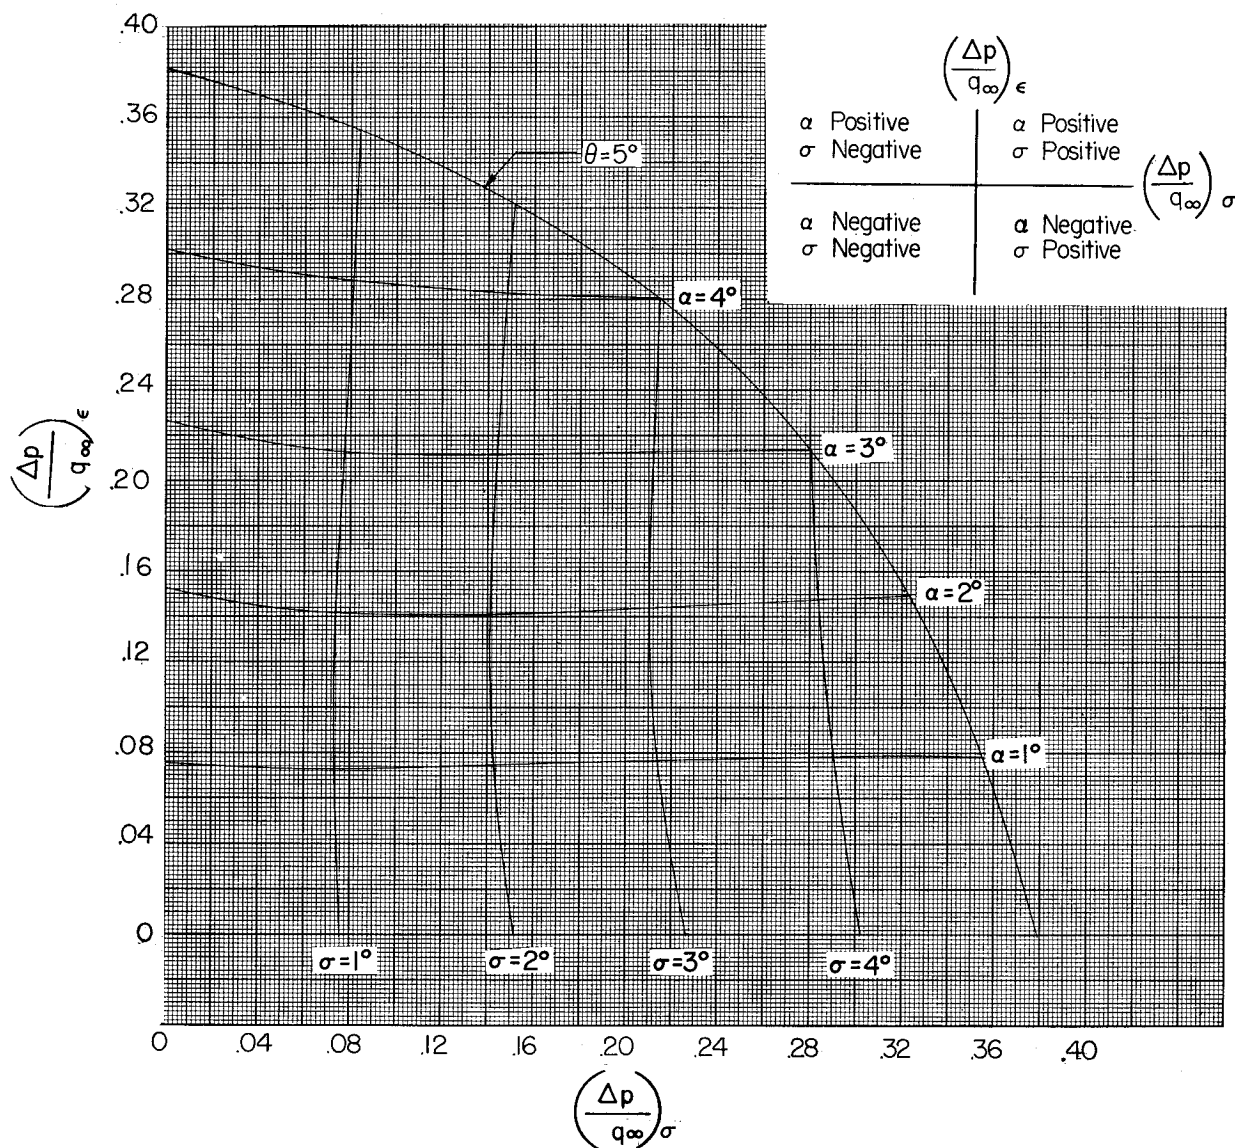 .40
.36
.32
.28
.24
.20
.16
.12
.08
.04
0
(Δp/q∞)ε
θ=5°
α=4°
α=3°
α=2°
α=1°
σ=1°
σ=2°
σ=3°
σ=4°
0
.04
.08
.12
.16
.20
.24
.28
.32
.36
.40
(Δp/q∞)σ
(Δp/q∞)ε
α Positive
σ Negative
α Positive
σ Positive
(Δp/q∞)σ
α Negative
σ Negative
α Negative
σ Positive